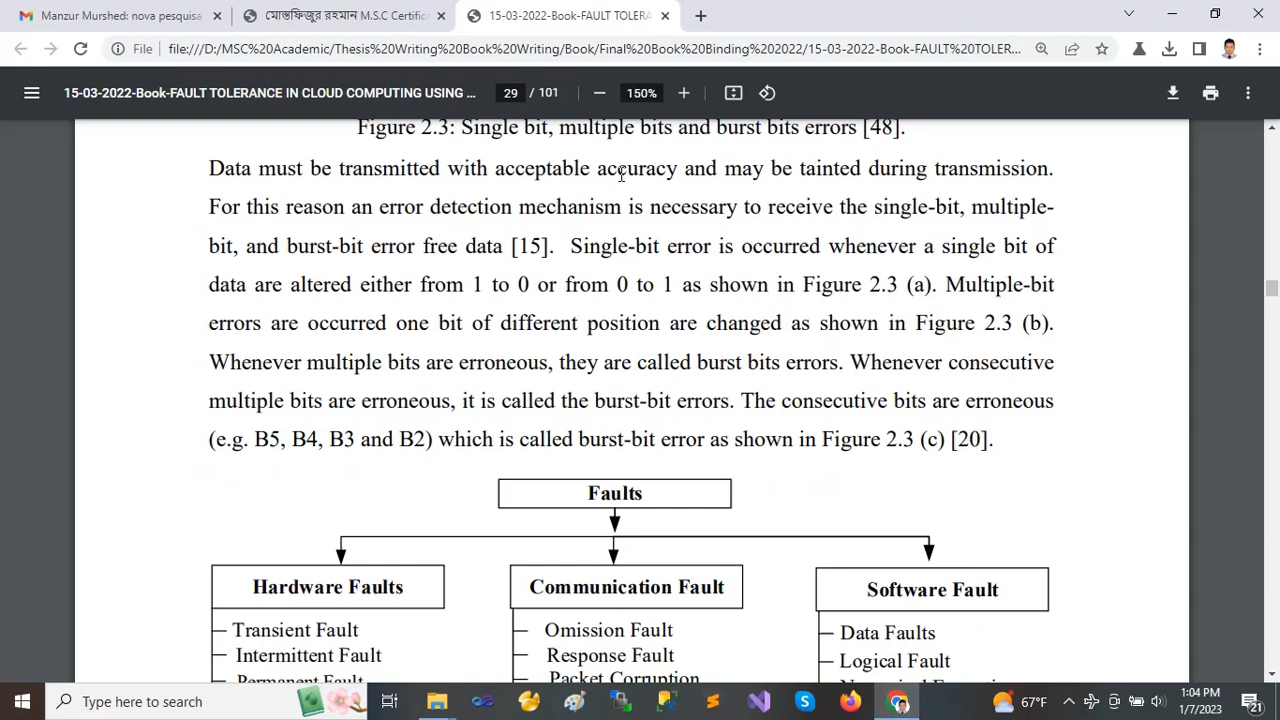 Manzur Murshed: nova pesquisa
মোস্তফিজুর রহমান M.S.C Certific
15-03-2022-Book-FAULT TOLERA
File
file:///D:/MSC%20Academic/Thesis%20Writing%20Book%20Writing/Book/Final%20Book%20Binding%202022/15-03-2022-Book-FAULT%20TOLER...
15-03-2022-Book-FAULT TOLERANCE IN CLOUD COMPUTING USING ...
29 / 101
150%
Figure 2.3: Single bit, multiple bits and burst bits errors [48].
Data must be transmitted with acceptable accuracy and may be tainted during transmission.
For this reason an error detection mechanism is necessary to receive the single-bit, multiple-
bit, and burst-bit error free data [15]. Single-bit error is occurred whenever a single bit of
data are altered either from 1 to 0 or from 0 to 1 as shown in Figure 2.3 (a). Multiple-bit
errors are occurred one bit of different position are changed as shown in Figure 2.3 (b).
Whenever multiple bits are erroneous, they are called burst bits errors. Whenever consecutive
multiple bits are erroneous, it is called the burst-bit errors. The consecutive bits are erroneous
(e.g. B5, B4, B3 and B2) which is called burst-bit error as shown in Figure 2.3 (c) [20].
Faults
Hardware Faults
Communication Fault
Software Fault
Transient Fault
Omission Fault
Data Faults
Intermittent Fault
Response Fault
Logical Fault
Permanent Fault
Packet Corruption
Type here to search
67°F
1:04 PM
1/7/2023
21